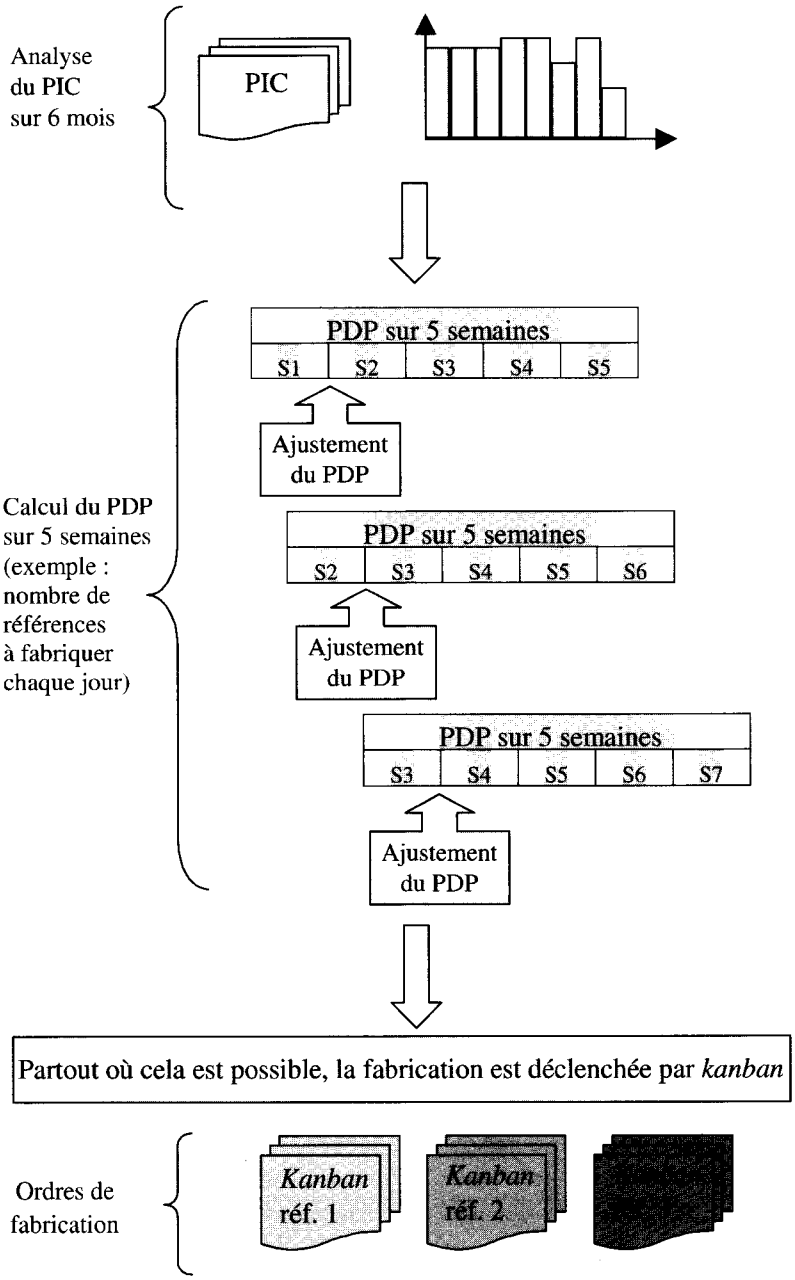 Analyse
du PIC
sur 6 mois
PIC
PDP sur 5 semaines
S1 S2 S3 S4 S5
Ajustement
du PDP
Calcul du PDP
sur 5 semaines
(exemple :
nombre de
références
à fabriquer
chaque jour)
PDP sur 5 semaines
S2 S3 S4 S5 S6
Ajustement
du PDP
PDP sur 5 semaines
S3 S4 S5 S6 S7
Ajustement
du PDP
Partout où cela est possible, la fabrication est déclenchée par kanban
Ordres de
fabrication
Kanban
réf. 1
Kanban
réf. 2